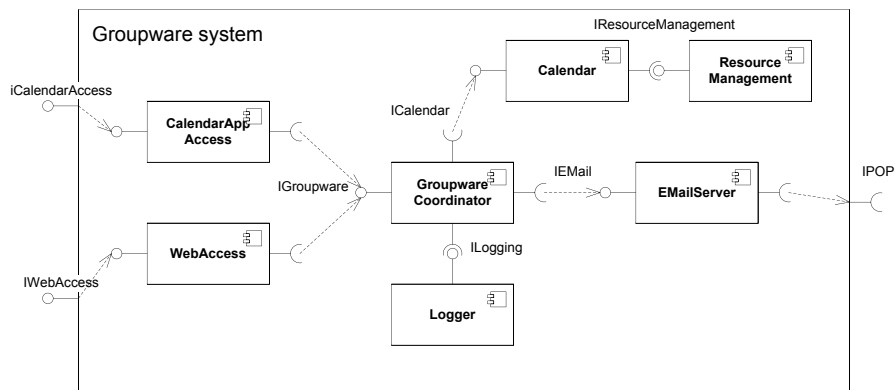 Groupware system
IResourceManagement
Calendar
Resource
Management
iCalendarAccess
CalendarApp
Access
ICalendar
IGroupware
Groupware
Coordinator
IEMail
EMailServer
IPOP
WebAccess
IWebAccess
ILogging
Logger